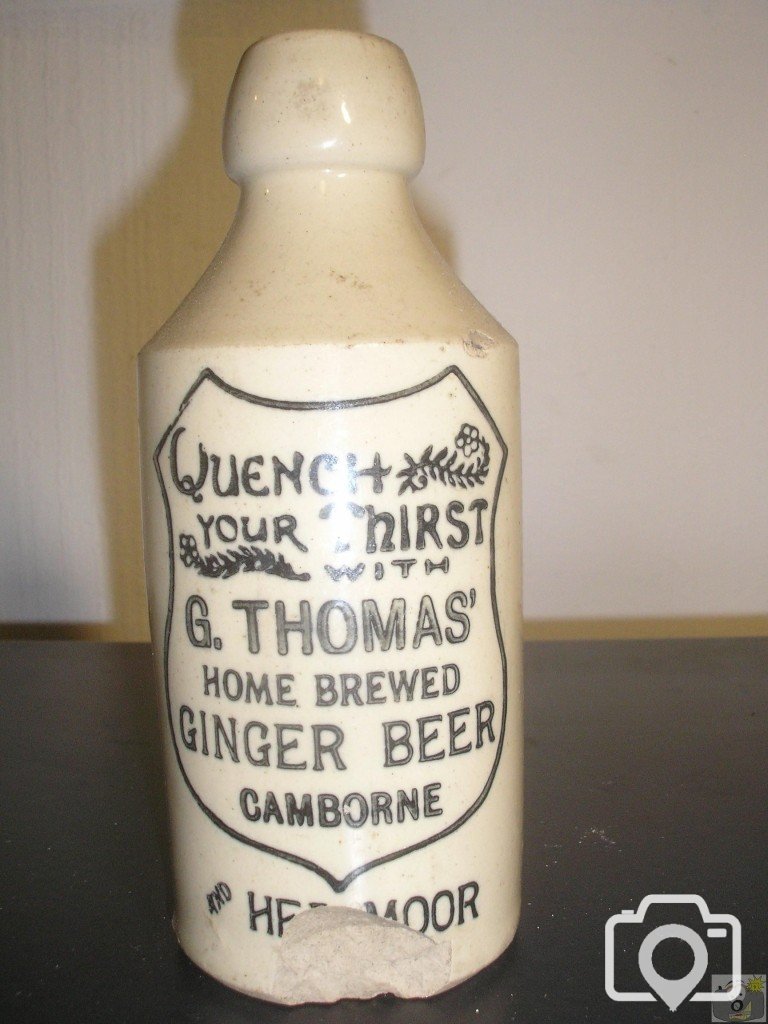 QUENCH
YOUR THIRST
WITH
G. THOMAS'
HOME BREWED
GINGER BEER
CAMBORNE
AND